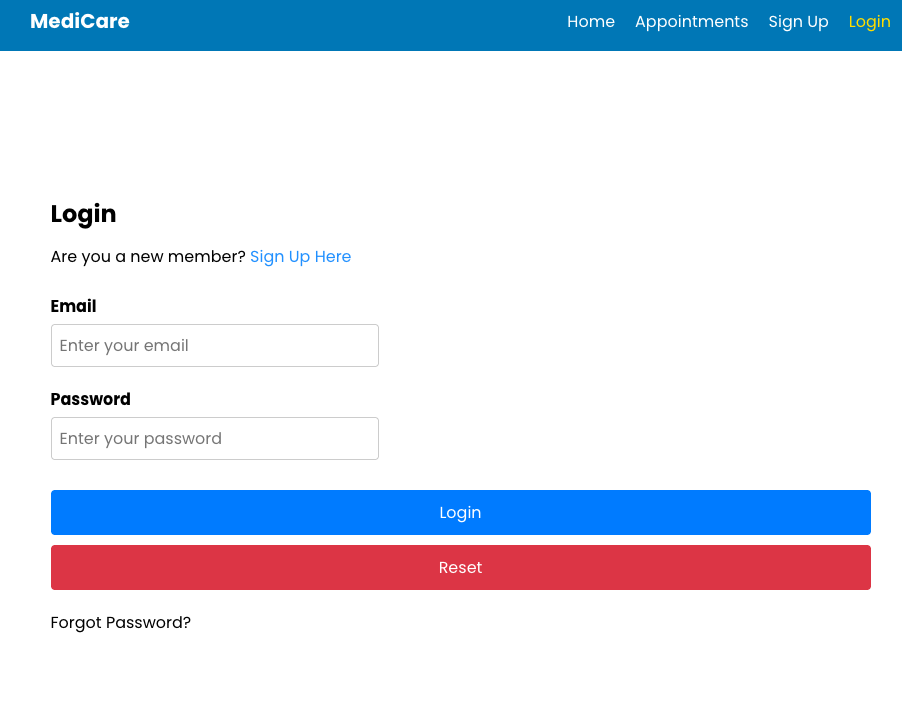 MediCare Home Appointments Sign Up Login
Login
Are you a new member? Sign Up Here
Email
Enter your email
Password
Enter your password
Login
Reset
Forgot Password?